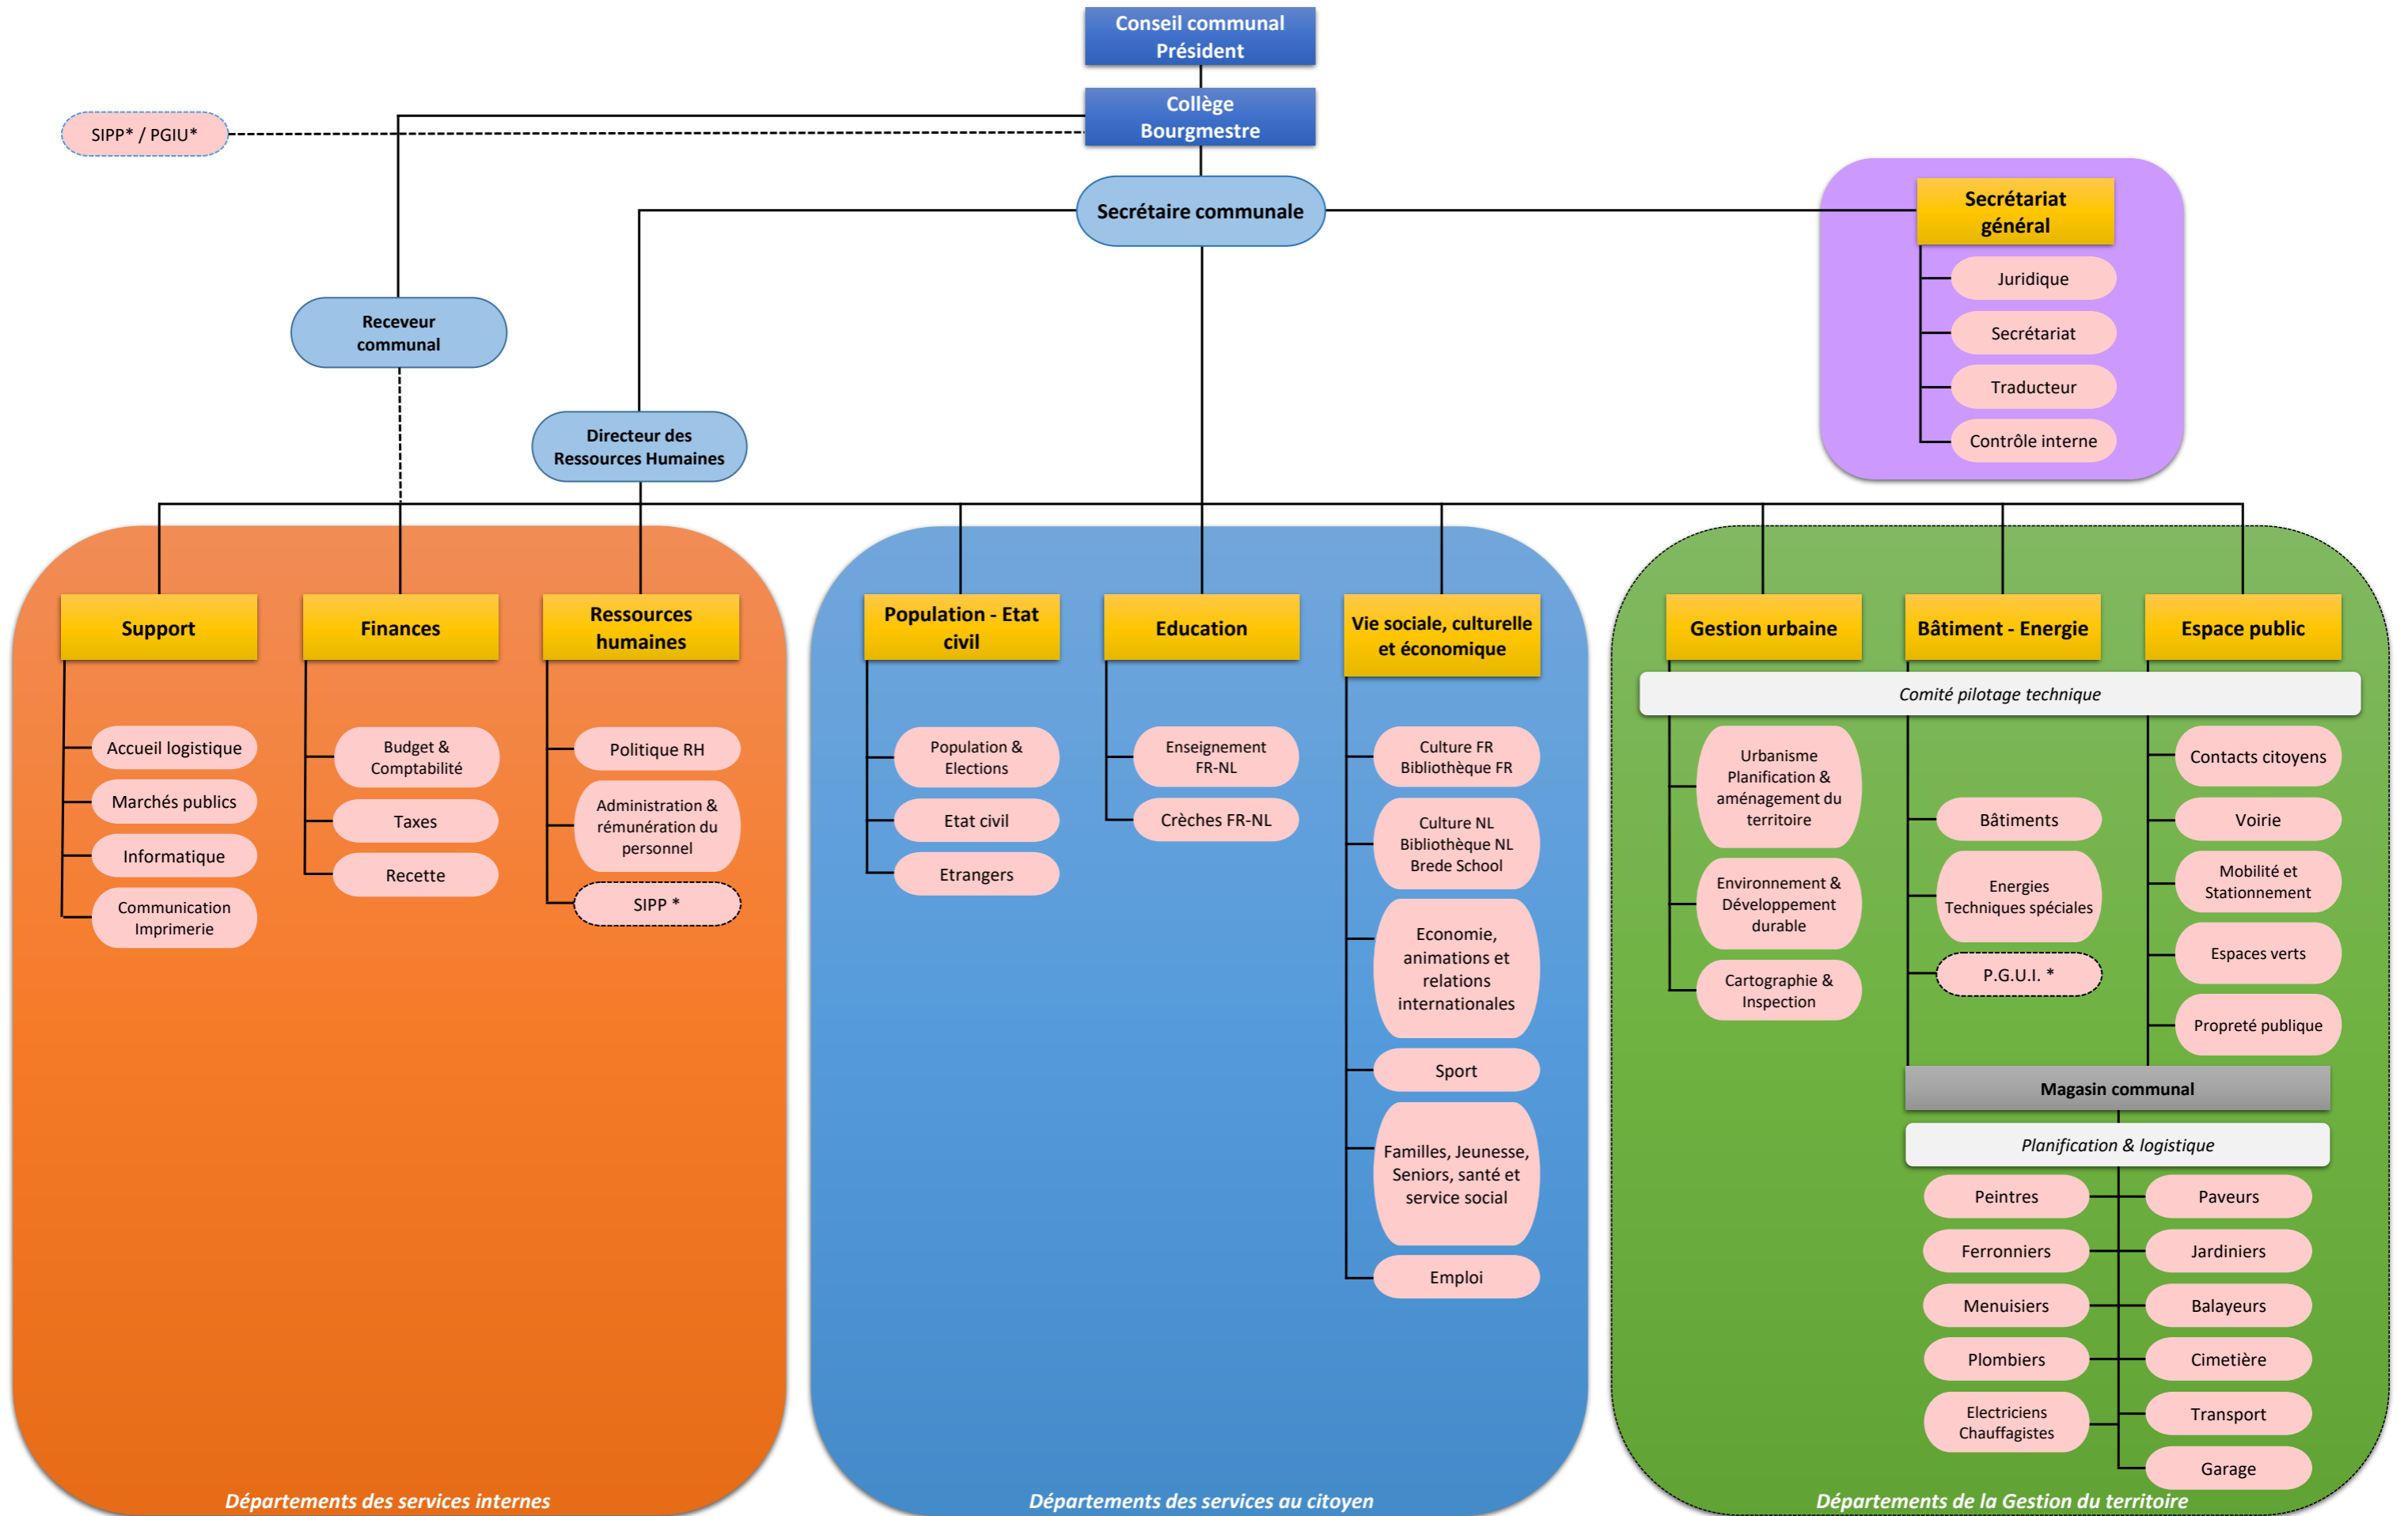 Conseil communal
Président
Collège
Bourgmestre
SIPP* / PGIU*
Secrétaire communale
Secrétariat
général
Juridique
Secrétariat
Traducteur
Contrôle interne
Receveur
communal
Directeur des
Ressources Humaines
Support
Accueil logistique
Marchés publics
Informatique
Communication
Imprimerie
Finances
Budget &
Comptabilité
Taxes
Recette
Ressources
humaines
Politique RH
Administration &
rémunération du
personnel
SIPP *
Départements des services internes
Population - Etat
civil
Population &
Elections
Etat civil
Etrangers
Education
Enseignement
FR-NL
Crèches FR-NL
Vie sociale, culturelle
et économique
Culture FR
Bibliothèque FR
Culture NL
Bibliothèque NL
Brede School
Economie,
animations et
relations
internationales
Sport
Familles, Jeunesse,
Seniors, santé et
service social
Emploi
Départements des services au citoyen
Gestion urbaine
Bâtiment - Energie
Espace public
Comité pilotage technique
Urbanisme
Planification &
aménagement du
territoire
Environnement &
Développement
durable
Cartographie &
Inspection
Bâtiments
Energies
Techniques spéciales
P.G.U.I. *
Contacts citoyens
Voirie
Mobilité et
Stationnement
Espaces verts
Propreté publique
Magasin communal
Planification & logistique
Peintres
Ferronniers
Menuisiers
Plombiers
Electriciens
Chauffagistes
Paveurs
Jardiniers
Balayeurs
Cimetière
Transport
Garage
Départements de la Gestion du territoire